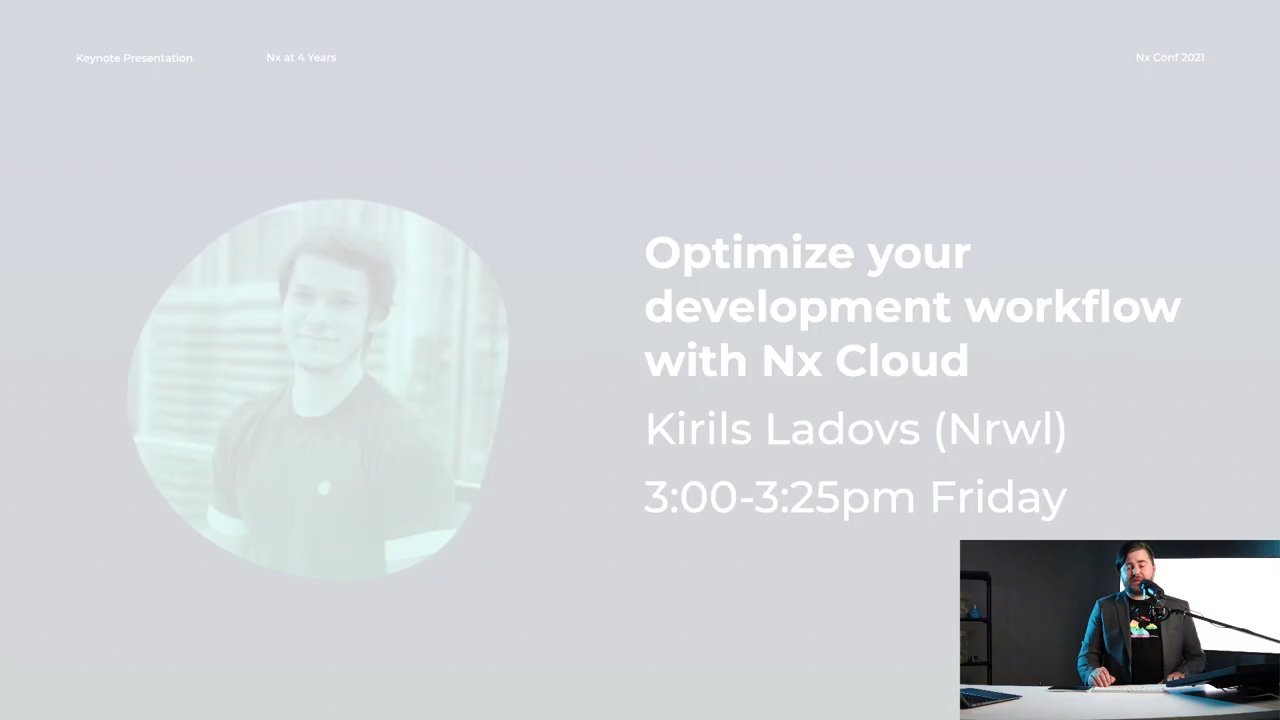 Keynote Presentation
Nx at 4 Years
Nx Conf 2021
Optimize your
development workflow
with Nx Cloud
Kirils Ladovs (Nrwl)
3:00-3:25pm Friday